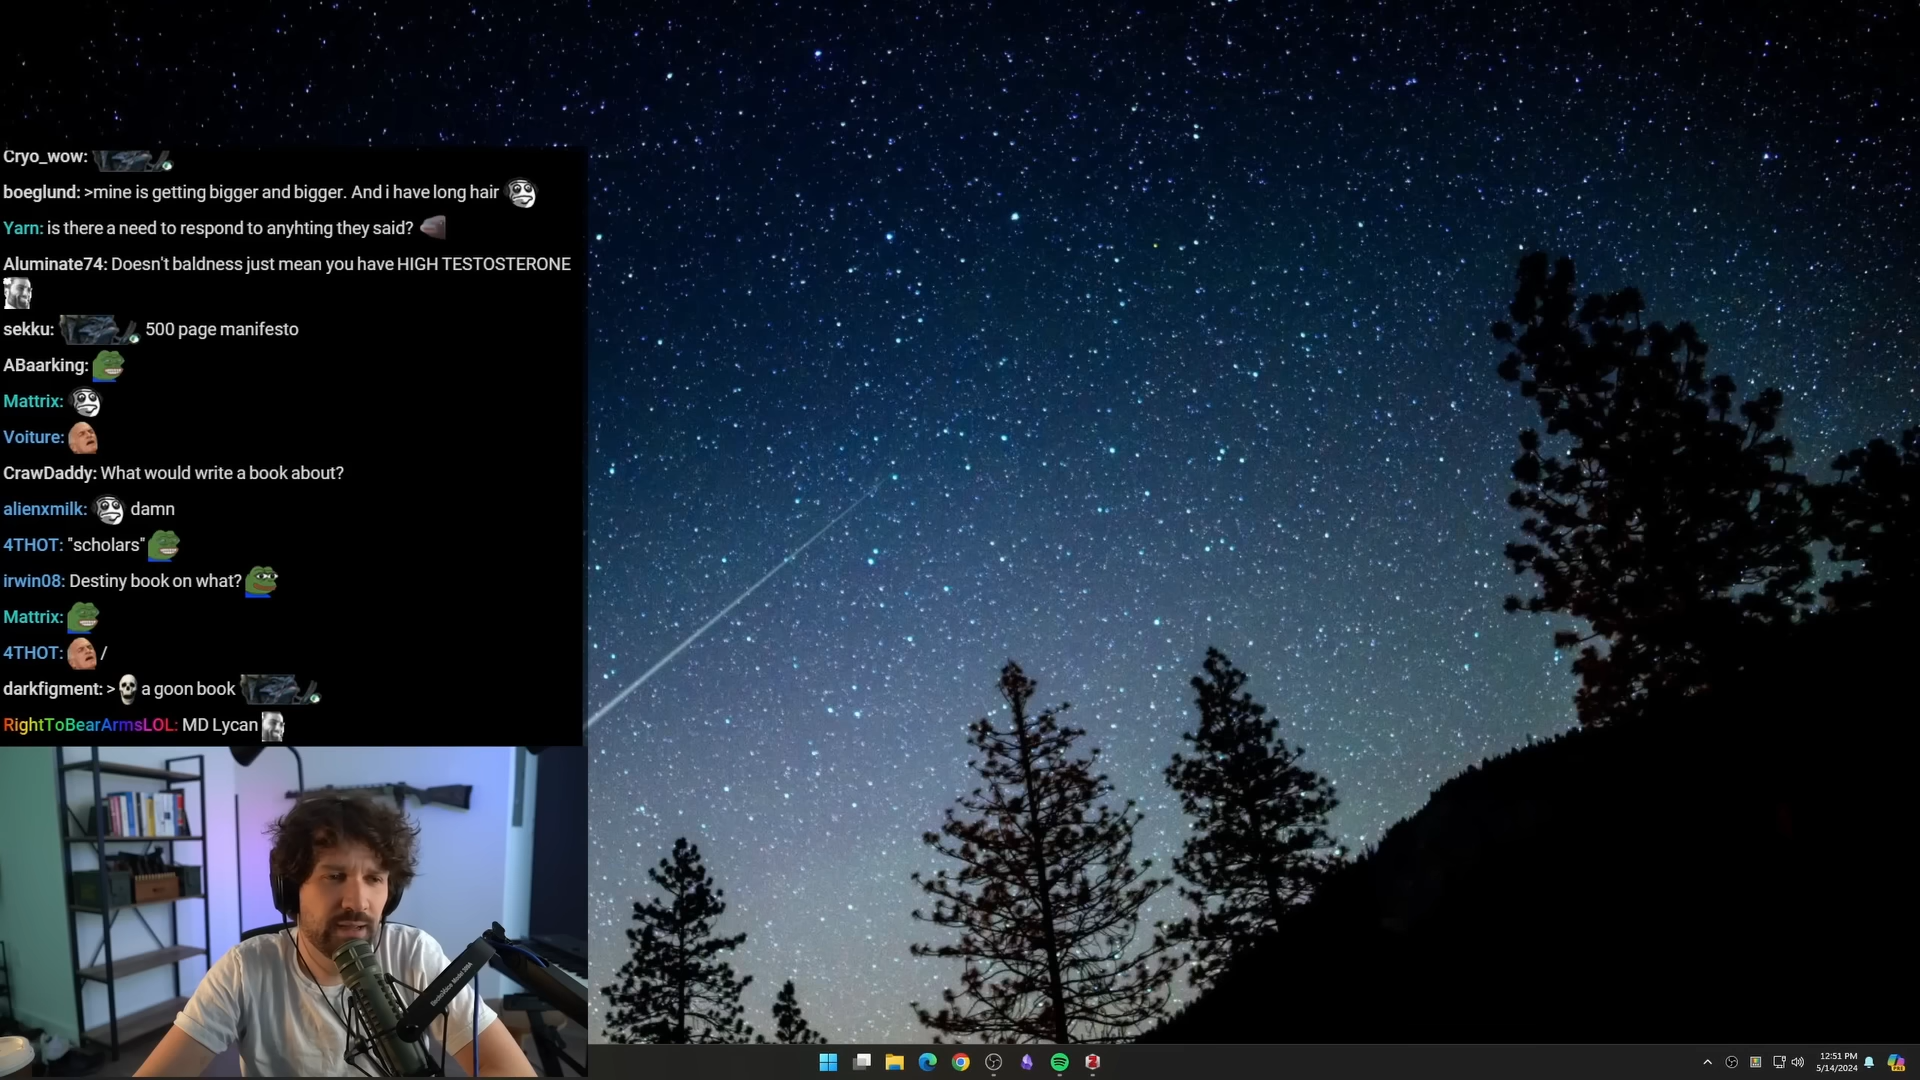 Cryo_wow:
boeglund: >mine is getting bigger and bigger. And i have long hair
Yarn: is there a need to respond to anyhting they said?
Aluminate74: Doesn't baldness just mean you have HIGH TESTOSTERONE
sekku: 500 page manifesto
ABaarking:
Mattrix:
Voiture:
CrawDaddy: What would write a book about?
alienxmilk: damn
4THOT: "scholars"
irwin08: Destiny book on what?
Mattrix:
4THOT: /
darkfigment: > a goon book
RightToBearArmsLOL: MD Lycan
12:51 PM
5/14/2024